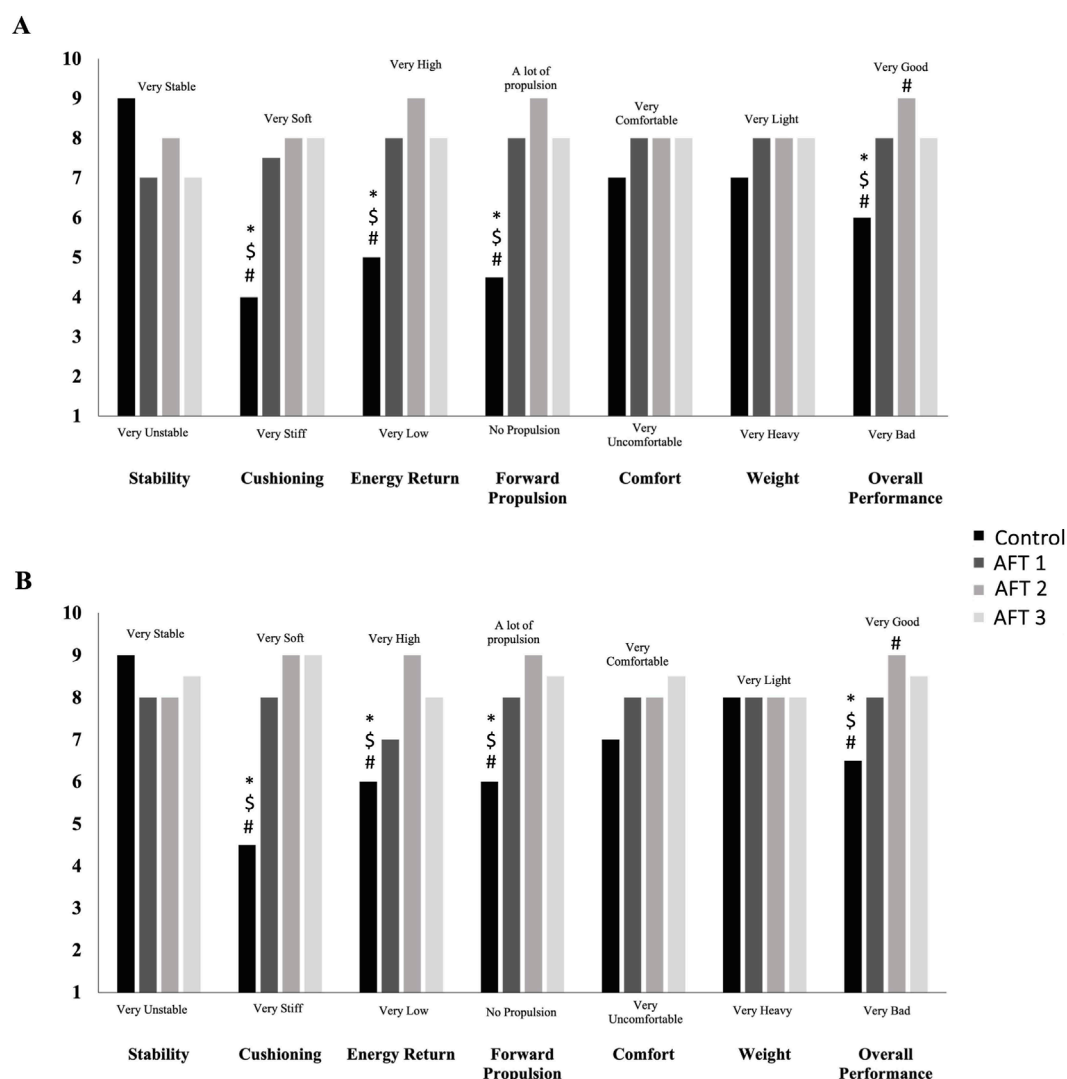 A
10
9
8
7
6
5
4
3
2
1
Very Stable
Very Soft
Very High
A lot of
propulsion
Very
Comfortable
Very Light
Very Good
#
*
$
#
*
$
#
*
$
#
*
$
#
Very Unstable
Very Stiff
Very Low
No Propulsion
Very
Uncomfortable
Very Heavy
Very Bad
Stability
Cushioning
Energy Return
Forward
Propulsion
Comfort
Weight
Overall
Performance
Control
AFT 1
AFT 2
AFT 3
B
10
9
8
7
6
5
4
3
2
1
Very Stable
Very Soft
Very High
A lot of
propulsion
Very
Comfortable
Very Light
Very Good
#
*
$
#
*
$
#
*
$
#
*
$
#
Very Unstable
Very Stiff
Very Low
No Propulsion
Very
Uncomfortable
Very Heavy
Very Bad
Stability
Cushioning
Energy Return
Forward
Propulsion
Comfort
Weight
Overall
Performance